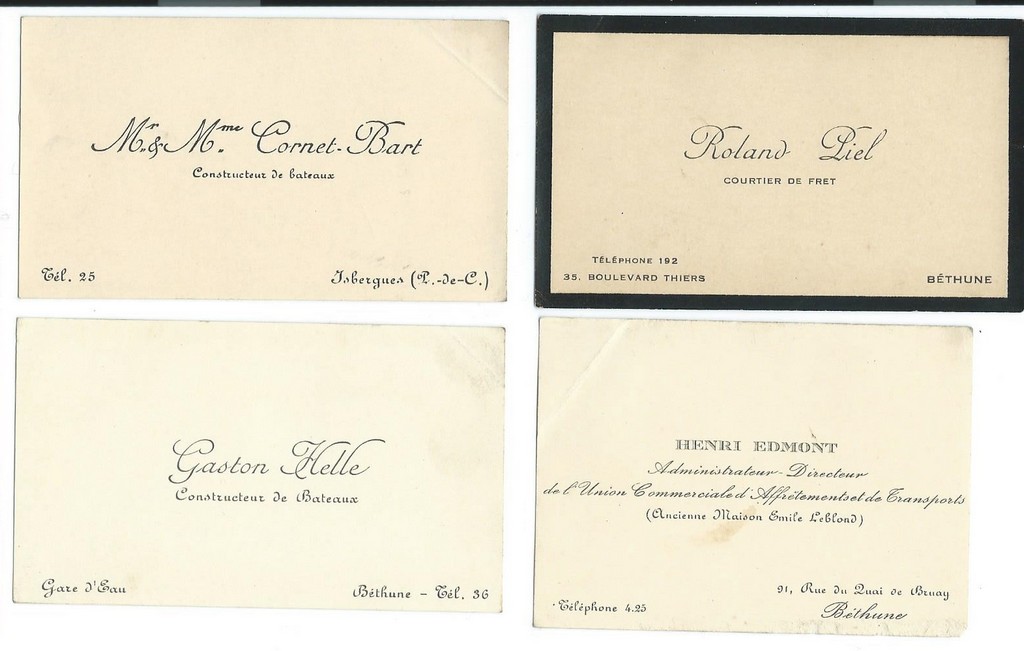 Mr. & Mme. Cornet-Bart
Constructeur de bateaux
Tél. 25
Isbergues (P.-de-C.)
Roland Piel
COURTIER DE FRET
TÉLÉPHONE 192
35. BOULEVARD THIERS
BÉTHUNE
Gaston Helle
Constructeur de Bateaux
Gare d'Eau
Béthune - Tél. 36
HENRI EDMONT
Administrateur-Directeur
de l'Union Commerciale d'Affrètements et de Transports
(Ancienne Maison Emile Leblond)
Téléphone 4.25
91, Rue du Quai de Bruay
Béthune